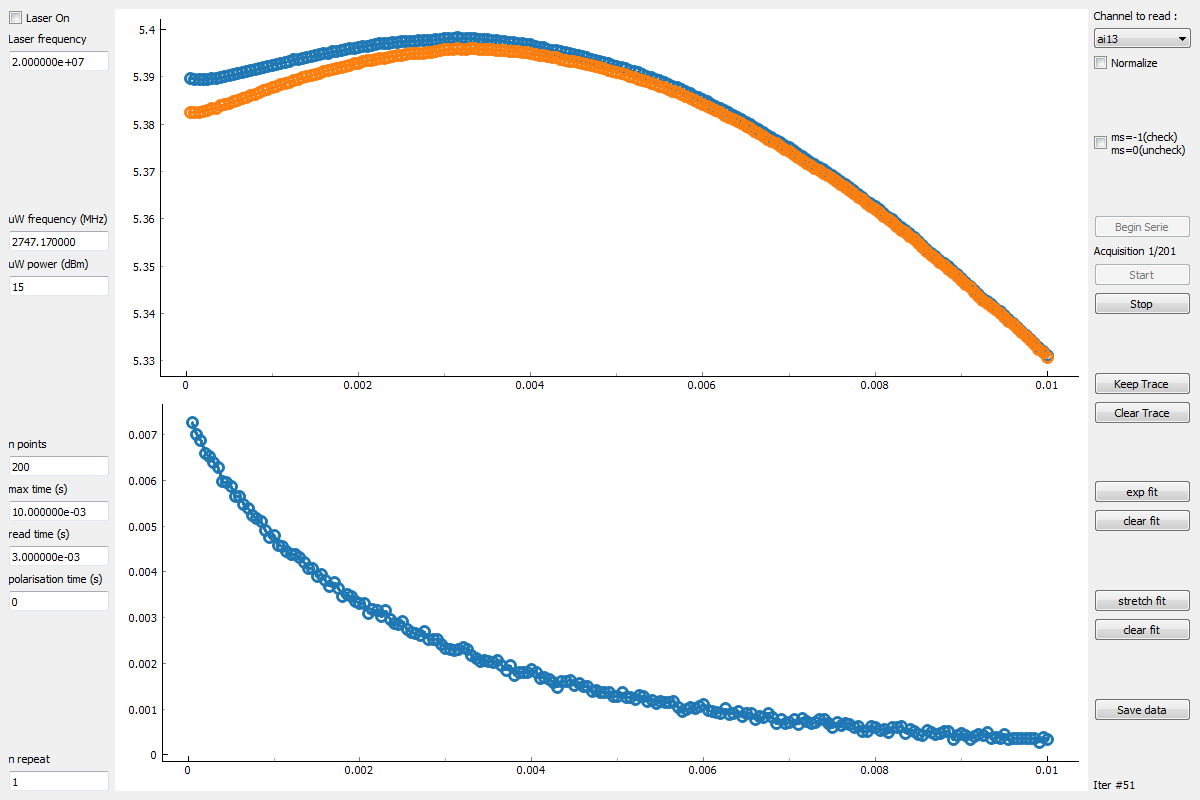 Laser On
Laser frequency
2.000000e+07
uW frequency (MHz)
2747.170000
uW power (dBm)
15
n points
200
max time (s)
10.000000e-03
read time (s)
3.000000e-03
polarisation time (s)
0
n repeat
1
5.4
5.39
5.38
5.37
5.36
5.35
5.34
5.33
0 0.002 0.004 0.006 0.008 0.01
0.007
0.006
0.005
0.004
0.003
0.002
0.001
0
0 0.002 0.004 0.006 0.008 0.01
Channel to read :
ai13
Normalize
ms=-1(check)
ms=0(uncheck)
Begin Serie
Acquisition 1/201
Start
Stop
Keep Trace
Clear Trace
exp fit
clear fit
stretch fit
clear fit
Save data
Iter #51